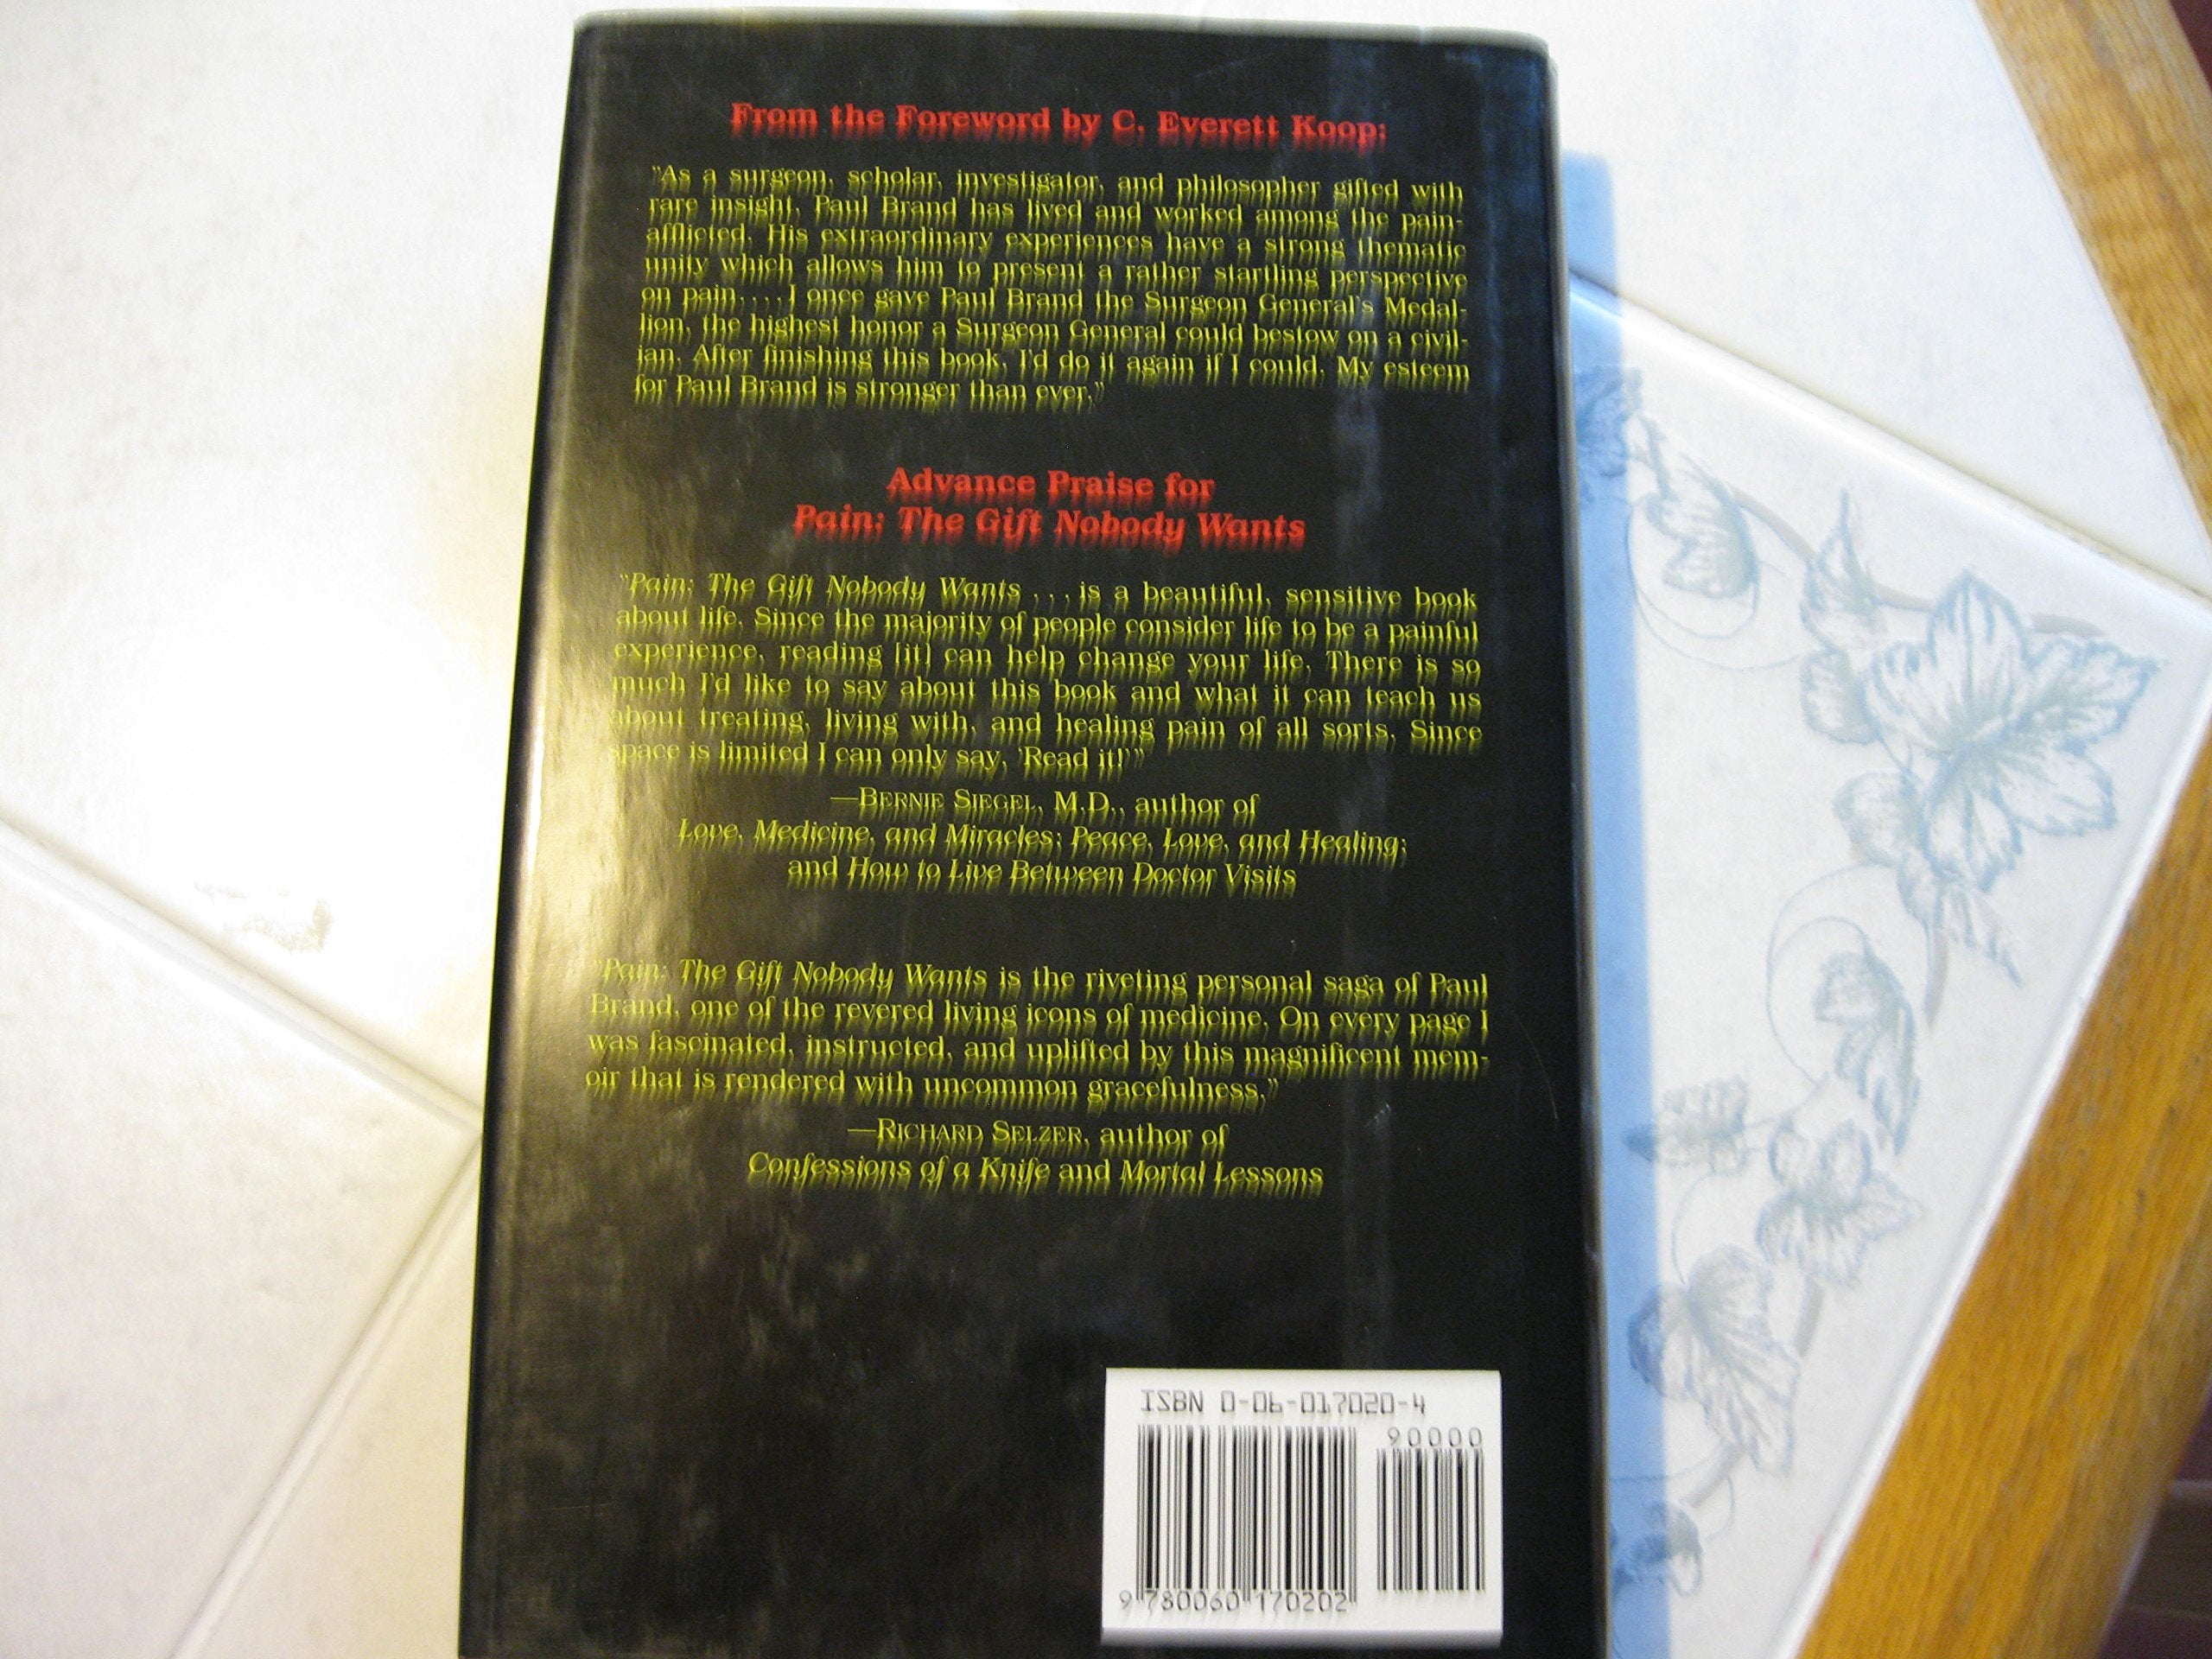 From the Foreword by C. Everett Koop:
"As a surgeon, scholar, investigator, and philosopher gifted with
rare insight, Paul Brand has lived and worked among the pain-
afflicted. His extraordinary experiences have a strong thematic
unity which allows him to present a rather startling perspective
on pain. . . . I once gave Paul Brand the Surgeon General's Medal-
lion, the highest honor a Surgeon General could bestow on a civil-
ian. After finishing this book, I'd do it again if I could. My esteem
for Paul Brand is stronger than ever."
Advance Praise for
Pain: The Gift Nobody Wants
"Pain: The Gift Nobody Wants . . . is a beautiful, sensitive book
about life. Since the majority of people consider life to be a painful
experience, reading [it] can help change your life. There is so
much I'd like to say about this book and what it can teach us
about treating, living with, and healing pain of all sorts. Since
space is limited I can only say, 'Read it!'"
—BERNIE SIEGEL, M.D., author of
Love, Medicine, and Miracles; Peace, Love, and Healing;
and How to Live Between Doctor Visits
"Pain: The Gift Nobody Wants is the riveting personal saga of Paul
Brand, one of the revered living icons of medicine. On every page I
was fascinated, instructed, and uplifted by this magnificent mem-
oir that is rendered with uncommon gracefulness."
—RICHARD SELZER, author of
Confessions of a Knife and Mortal Lessons
ISBN 0-06-017020-4
90000
9 780060 170202